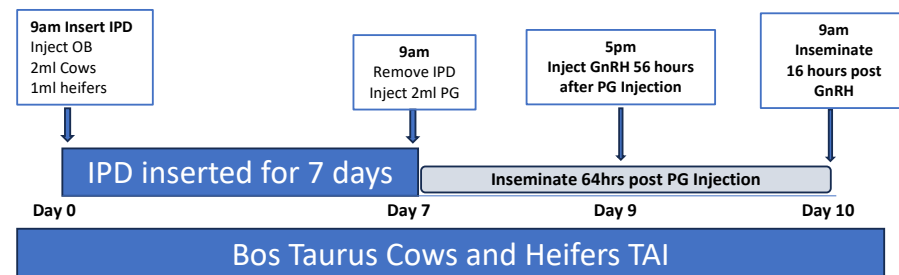 9am Insert IPD
Inject OB
2ml Cows
1ml heifers
9am
Remove IPD
Inject 2ml PG
5pm
Inject GnRH 56 hours
after PG Injection
9am
Inseminate
16 hours post
GnRH
IPD inserted for 7 days
Inseminate 64hrs post PG Injection
Day 0
Day 7
Day 9
Day 10
Bos Taurus Cows and Heifers TAI